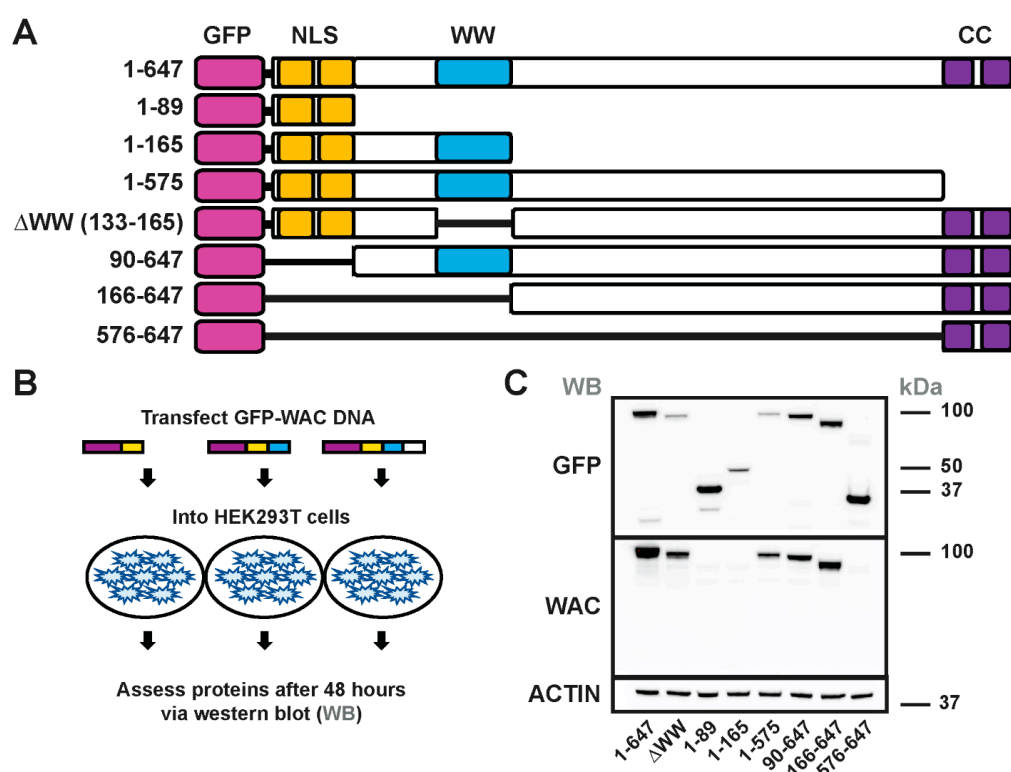 A
GFP NLS WW CC
1-647
1-89
1-165
1-575
ΔWW (133-165)
90-647
166-647
576-647
B
Transfect GFP-WAC DNA
Into HEK293T cells
Assess proteins after 48 hours
via western blot (WB)
C
WB kDa
100
GFP
50
37
100
WAC
ACTIN
37
1-647 ΔWW 1-89 1-165 1-575 90-647 166-647 576-647